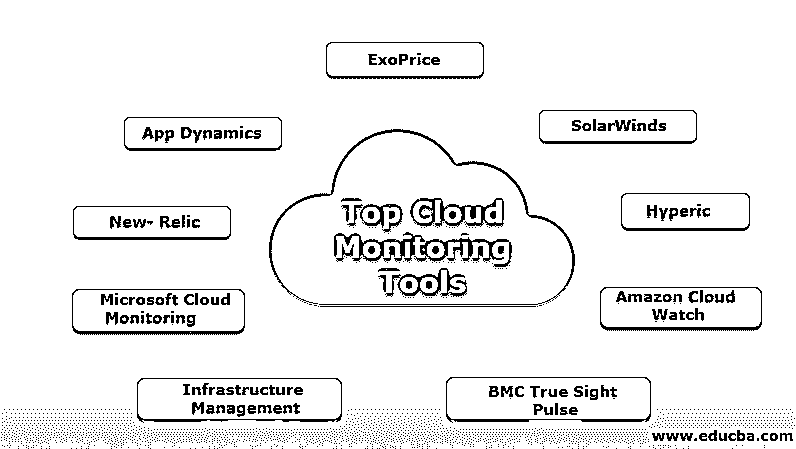 ExoPrice
App Dynamics
SolarWinds
New- Relic
Hyperic
Top Cloud
Monitoring
Tools
Microsoft Cloud
Monitoring
Amazon Cloud
Watch
Infrastructure
Management
BMC True Sight
Pulse
www.educba.com